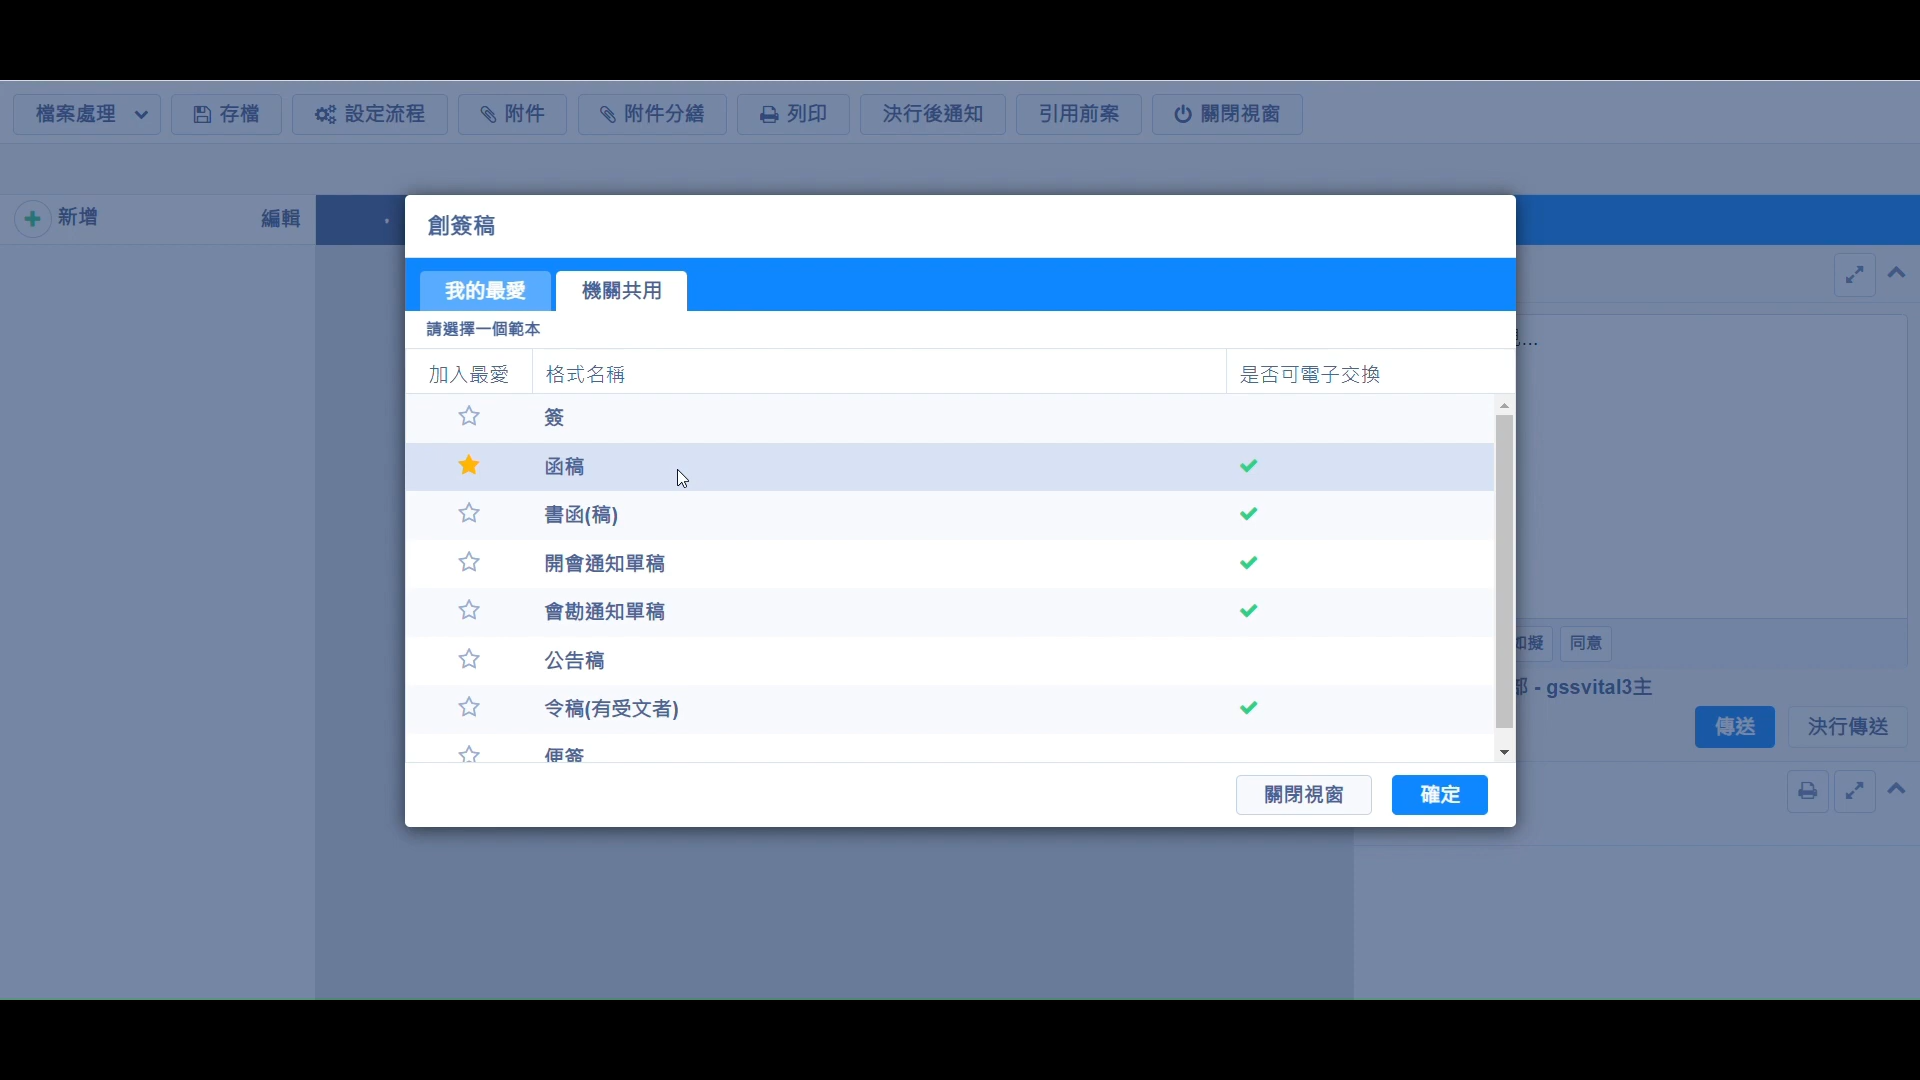 檔案處理 存檔 設定流程 附件 附件分繕 列印 決行後通知 引用前案 關閉視窗
新增 編輯
創簽稿
我的最愛 機關共用
請選擇一個範本
加入最愛 格式名稱 是否可電子交換
簽
函稿
書函(稿)
開會通知單稿
會勘通知單稿
公告稿
令稿(有受文者)
便簽
如擬 同意
部 - gssvital3主
傳送 決行傳送
關閉視窗 確定